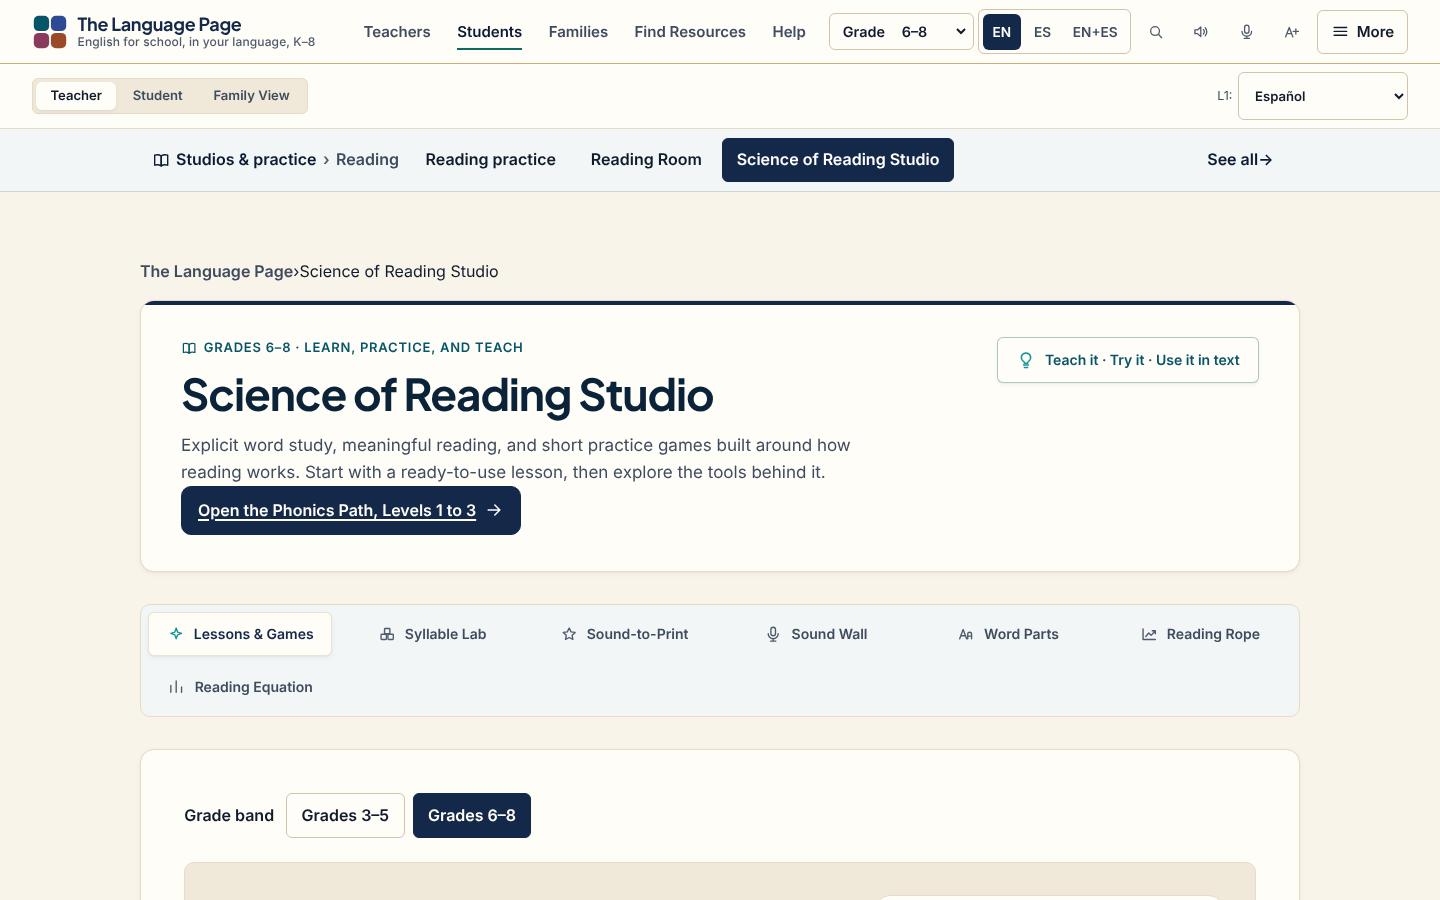 The Language Page
English for school, in your language, K–8
Teachers
Students
Families
Find Resources
Help
Grade 6–8
EN
ES
EN+ES
A+
More
Teacher
Student
Family View
L1:
Español
Studios & practice › Reading
Reading practice
Reading Room
Science of Reading Studio
See all→
The Language Page›Science of Reading Studio
GRADES 6–8 · LEARN, PRACTICE, AND TEACH
Teach it · Try it · Use it in text
Science of Reading Studio
Explicit word study, meaningful reading, and short practice games built around how
reading works. Start with a ready-to-use lesson, then explore the tools behind it.
Open the Phonics Path, Levels 1 to 3 →
Lessons & Games
Syllable Lab
Sound-to-Print
Sound Wall
Word Parts
Reading Rope
Reading Equation
Grade band
Grades 3–5
Grades 6–8